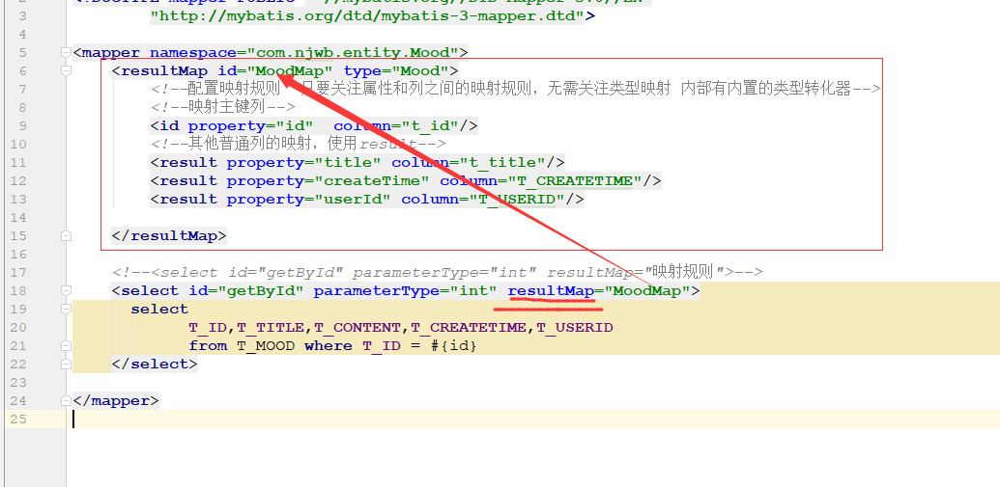 2
3 "http://mybatis.org/dtd/mybatis-3-mapper.dtd">
4
5 <mapper namespace="com.njwb.entity.Mood">
6 <resultMap id="MoodMap" type="Mood">
7 <!--配置映射规则 只要关注属性和列之间的映射规则，无需关注类型映射 内部有内置的类型转化器-->
8 <!--映射主键列-->
9 <id property="id" column="t_id"/>
10 <!--其他普通列的映射，使用result-->
11 <result property="title" column="t_title"/>
12 <result property="createTime" column="T_CREATETIME"/>
13 <result property="userId" column="T_USERID"/>
14
15 </resultMap>
16
17 <!--<select id="getById" parameterType="int" resultMap="映射规则">-->
18 <select id="getById" parameterType="int" resultMap="MoodMap">
19 select
20 T_ID,T_TITLE,T_CONTENT,T_CREATETIME,T_USERID
21 from T_MOOD where T_ID = #{id}
22 </select>
23
24 </mapper>
25